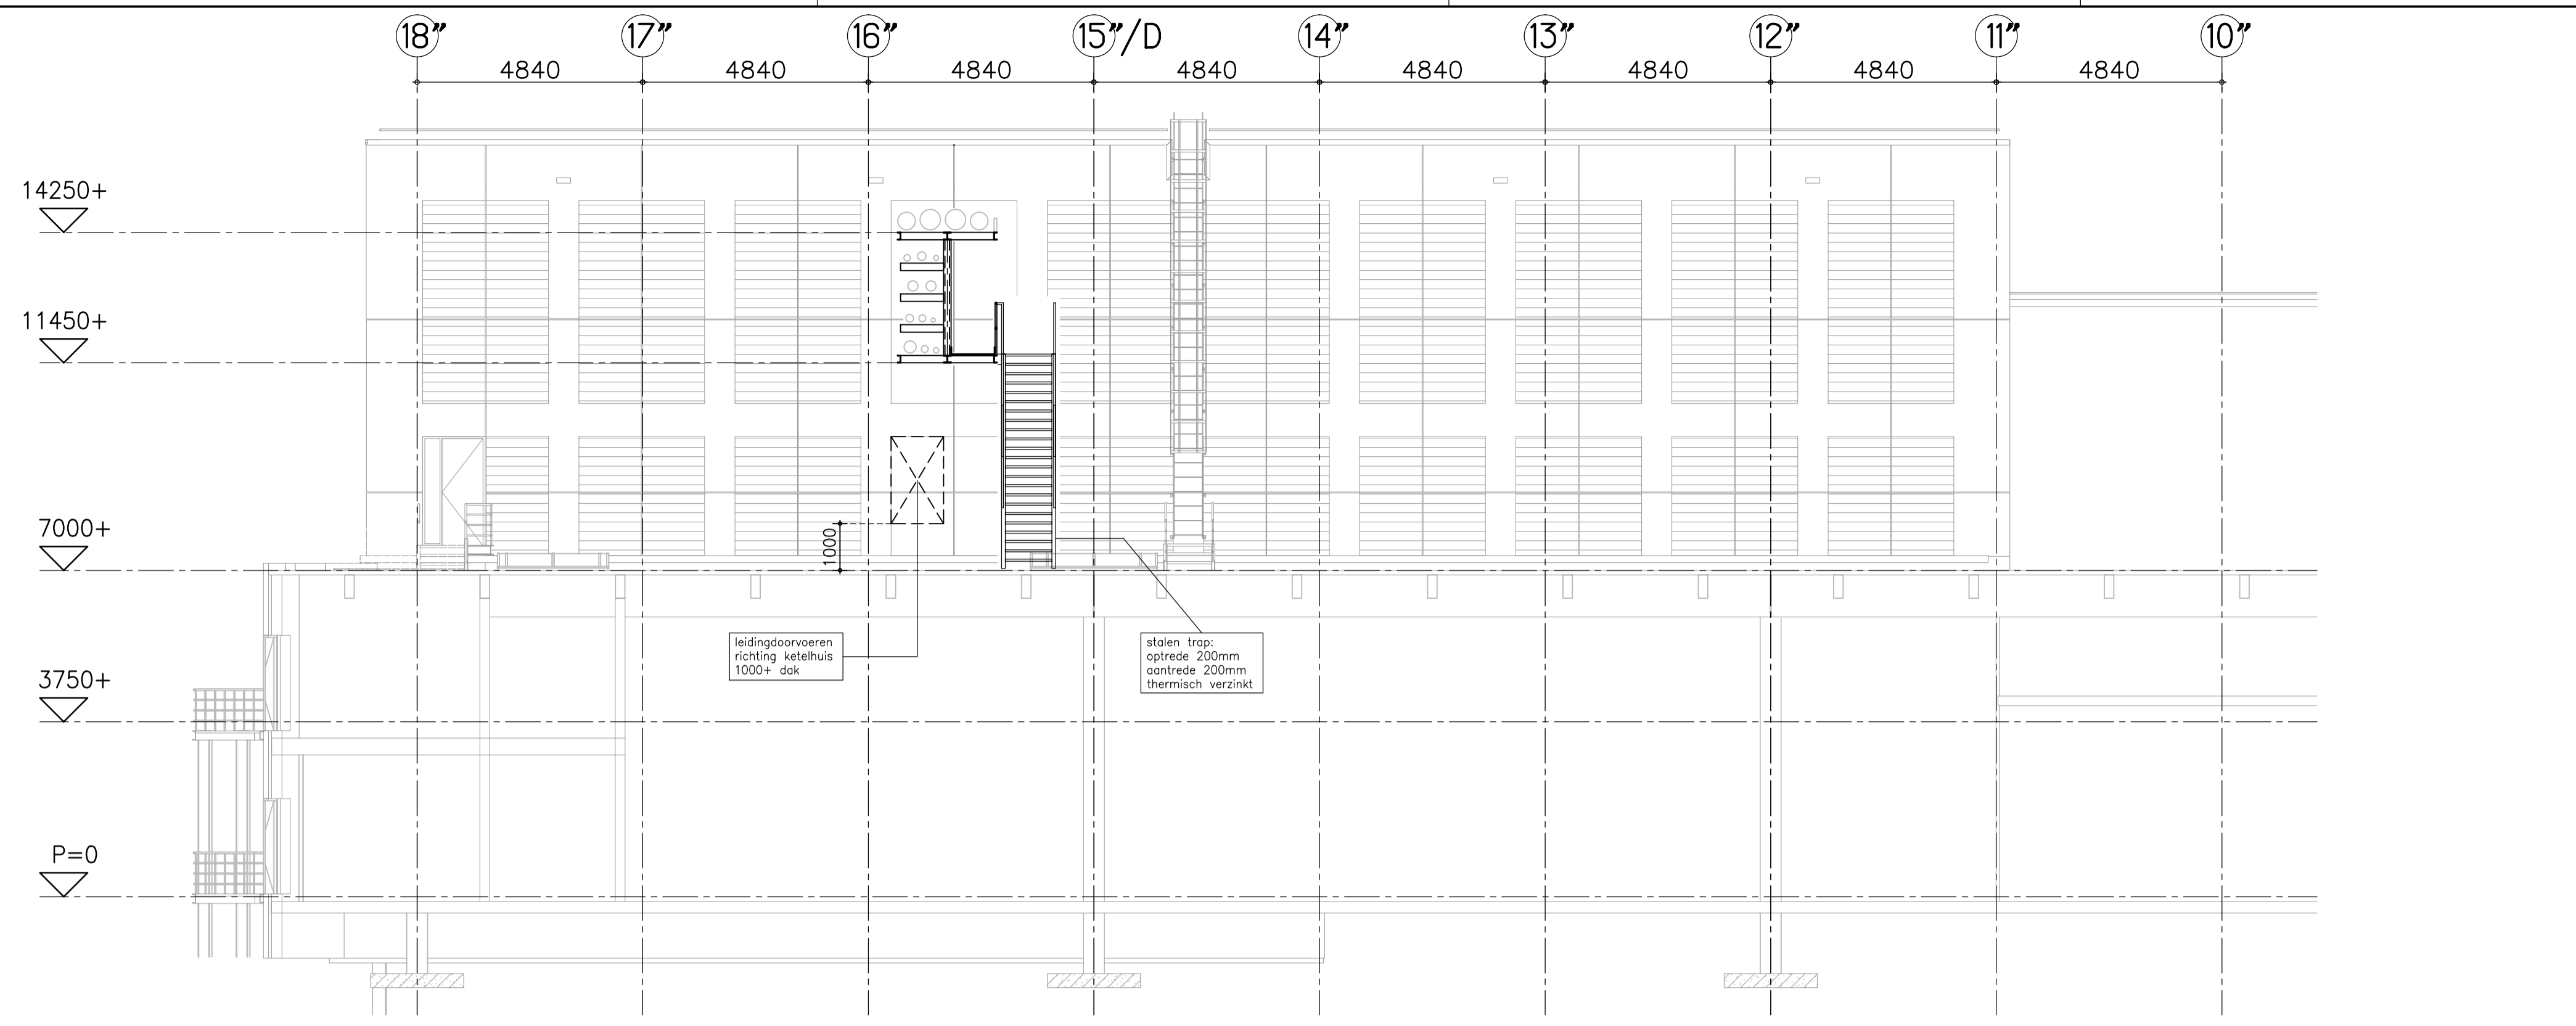 18"
17"
16"
15"/D
14"
13"
12"
11"
10"
4840
4840
4840
4840
4840
4840
4840
4840
14250+
11450+
7000+
1000
leidingdoorvoeren
richting ketelhuis
1000+ dak
stalen trap:
optrede 200mm
aantrede 200mm
thermisch verzinkt
3750+
P=0